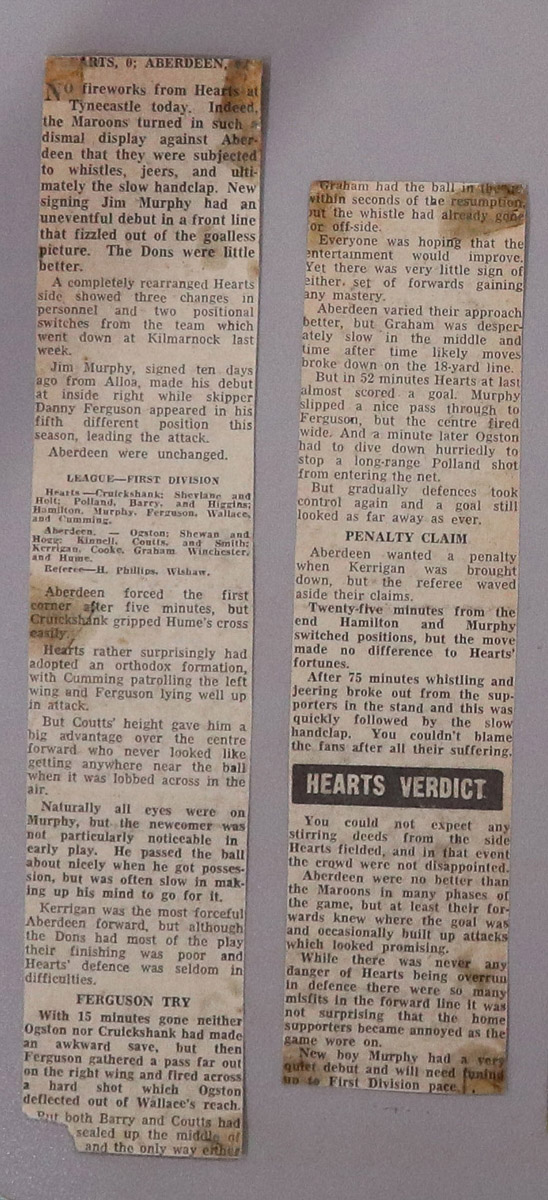 ARTS, 0; ABERDEEN,
No fireworks from Hearts at
Tynecastle today. Indeed,
the Maroons turned in such a
dismal display against Aber-
deen that they were subjected
to whistles, jeers, and ulti-
mately the slow handclap. New
signing Jim Murphy had an
uneventful debut in a front line
that fizzled out of the goalless
picture. The Dons were little
better.
A completely rearranged Hearts
side showed three changes in
personnel and two positional
switches from the team which
went down at Kilmarnock last
week.
Jim Murphy, signed ten days
ago from Alloa, made his debut
at inside right while skipper
Danny Ferguson appeared in his
fifth different position this
season, leading the attack.
Aberdeen were unchanged.
LEAGUE—FIRST DIVISION
Hearts—Cruickshank; Shevlane and
Holt; Polland, Barry, and Higgins;
Hamilton, Murphy, Ferguson, Wallace,
and Cumming.
Aberdeen. — Ogston; Shewan and
Hogg; Kinnell, Coutts, and Smith;
Kerrigan, Cooke, Graham Winchester,
and Hume.
Referee—H. Phillips, Wishaw.
Aberdeen forced the first
corner after five minutes, but
Cruickshank gripped Hume's cross
easily.
Hearts rather surprisingly had
adopted an orthodox formation,
with Cumming patrolling the left
wing and Ferguson lying well up
in attack.
But Coutts' height gave him a
big advantage over the centre
forward who never looked like
getting anywhere near the ball
when it was lobbed across in the
air.
Naturally all eyes were on
Murphy, but the newcomer was
not particularly noticeable in
early play. He passed the ball
about nicely when he got posses-
sion, but was often slow in mak-
ing up his mind to go for it.
Kerrigan was the most forceful
Aberdeen forward, but although
the Dons had most of the play
their finishing was poor and
Hearts' defence was seldom in
difficulties.
FERGUSON TRY
With 15 minutes gone neither
Ogston nor Cruickshank had made
an awkward save, but then
Ferguson gathered a pass far out
on the right wing and fired across
a hard shot which Ogston
deflected out of Wallace's reach.
But both Barry and Coutts had
sealed up the middle of
and the only way either
Graham had the ball in the net
within seconds of the resumption,
but the whistle had already gone
for off-side.
Everyone was hoping that the
entertainment would improve.
Yet there was very little sign of
either set of forwards gaining
any mastery.
Aberdeen varied their approach
better, but Graham was desper-
ately slow in the middle and
time after time likely moves
broke down on the 18-yard line.
But in 52 minutes Hearts at last
almost scored a goal. Murphy
slipped a nice pass through to
Ferguson, but the centre fired
wide. And a minute later Ogston
had to dive down hurriedly to
stop a long-range Polland shot
from entering the net.
But gradually defences took
control again and a goal still
looked as far away as ever.
PENALTY CLAIM
Aberdeen wanted a penalty
when Kerrigan was brought
down, but the referee waved
aside their claims.
Twenty-five minutes from the
end Hamilton and Murphy
switched positions, but the move
made no difference to Hearts'
fortunes.
After 75 minutes whistling and
jeering broke out from the sup-
porters in the stand and this was
quickly followed by the slow
handclap. You couldn't blame
the fans after all their suffering.
HEARTS VERDICT
You could not expect any
stirring deeds from the side
Hearts fielded, and in that event
the crowd were not disappointed.
Aberdeen were no better than
the Maroons in many phases of
the game, but at least their for-
wards knew where the goal was
and occasionally built up attacks
which looked promising.
While there was never any
danger of Hearts being overrun
in defence there were so many
misfits in the forward line it was
not surprising that the home
supporters became annoyed as the
game wore on.
New boy Murphy had a very
quiet debut and will need tuning
up to First Division pace.